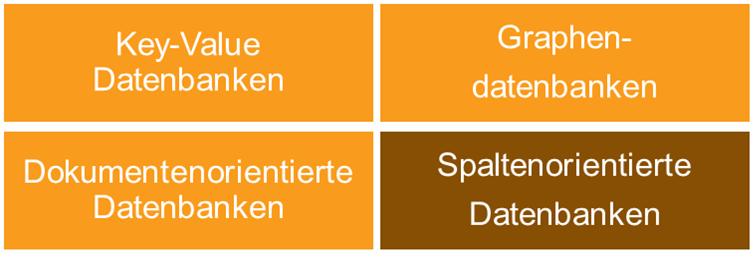 Key-Value
Datenbanken
Graphen-
datenbanken
Dokumentenorientierte
Datenbanken
Spaltenorientierte
Datenbanken